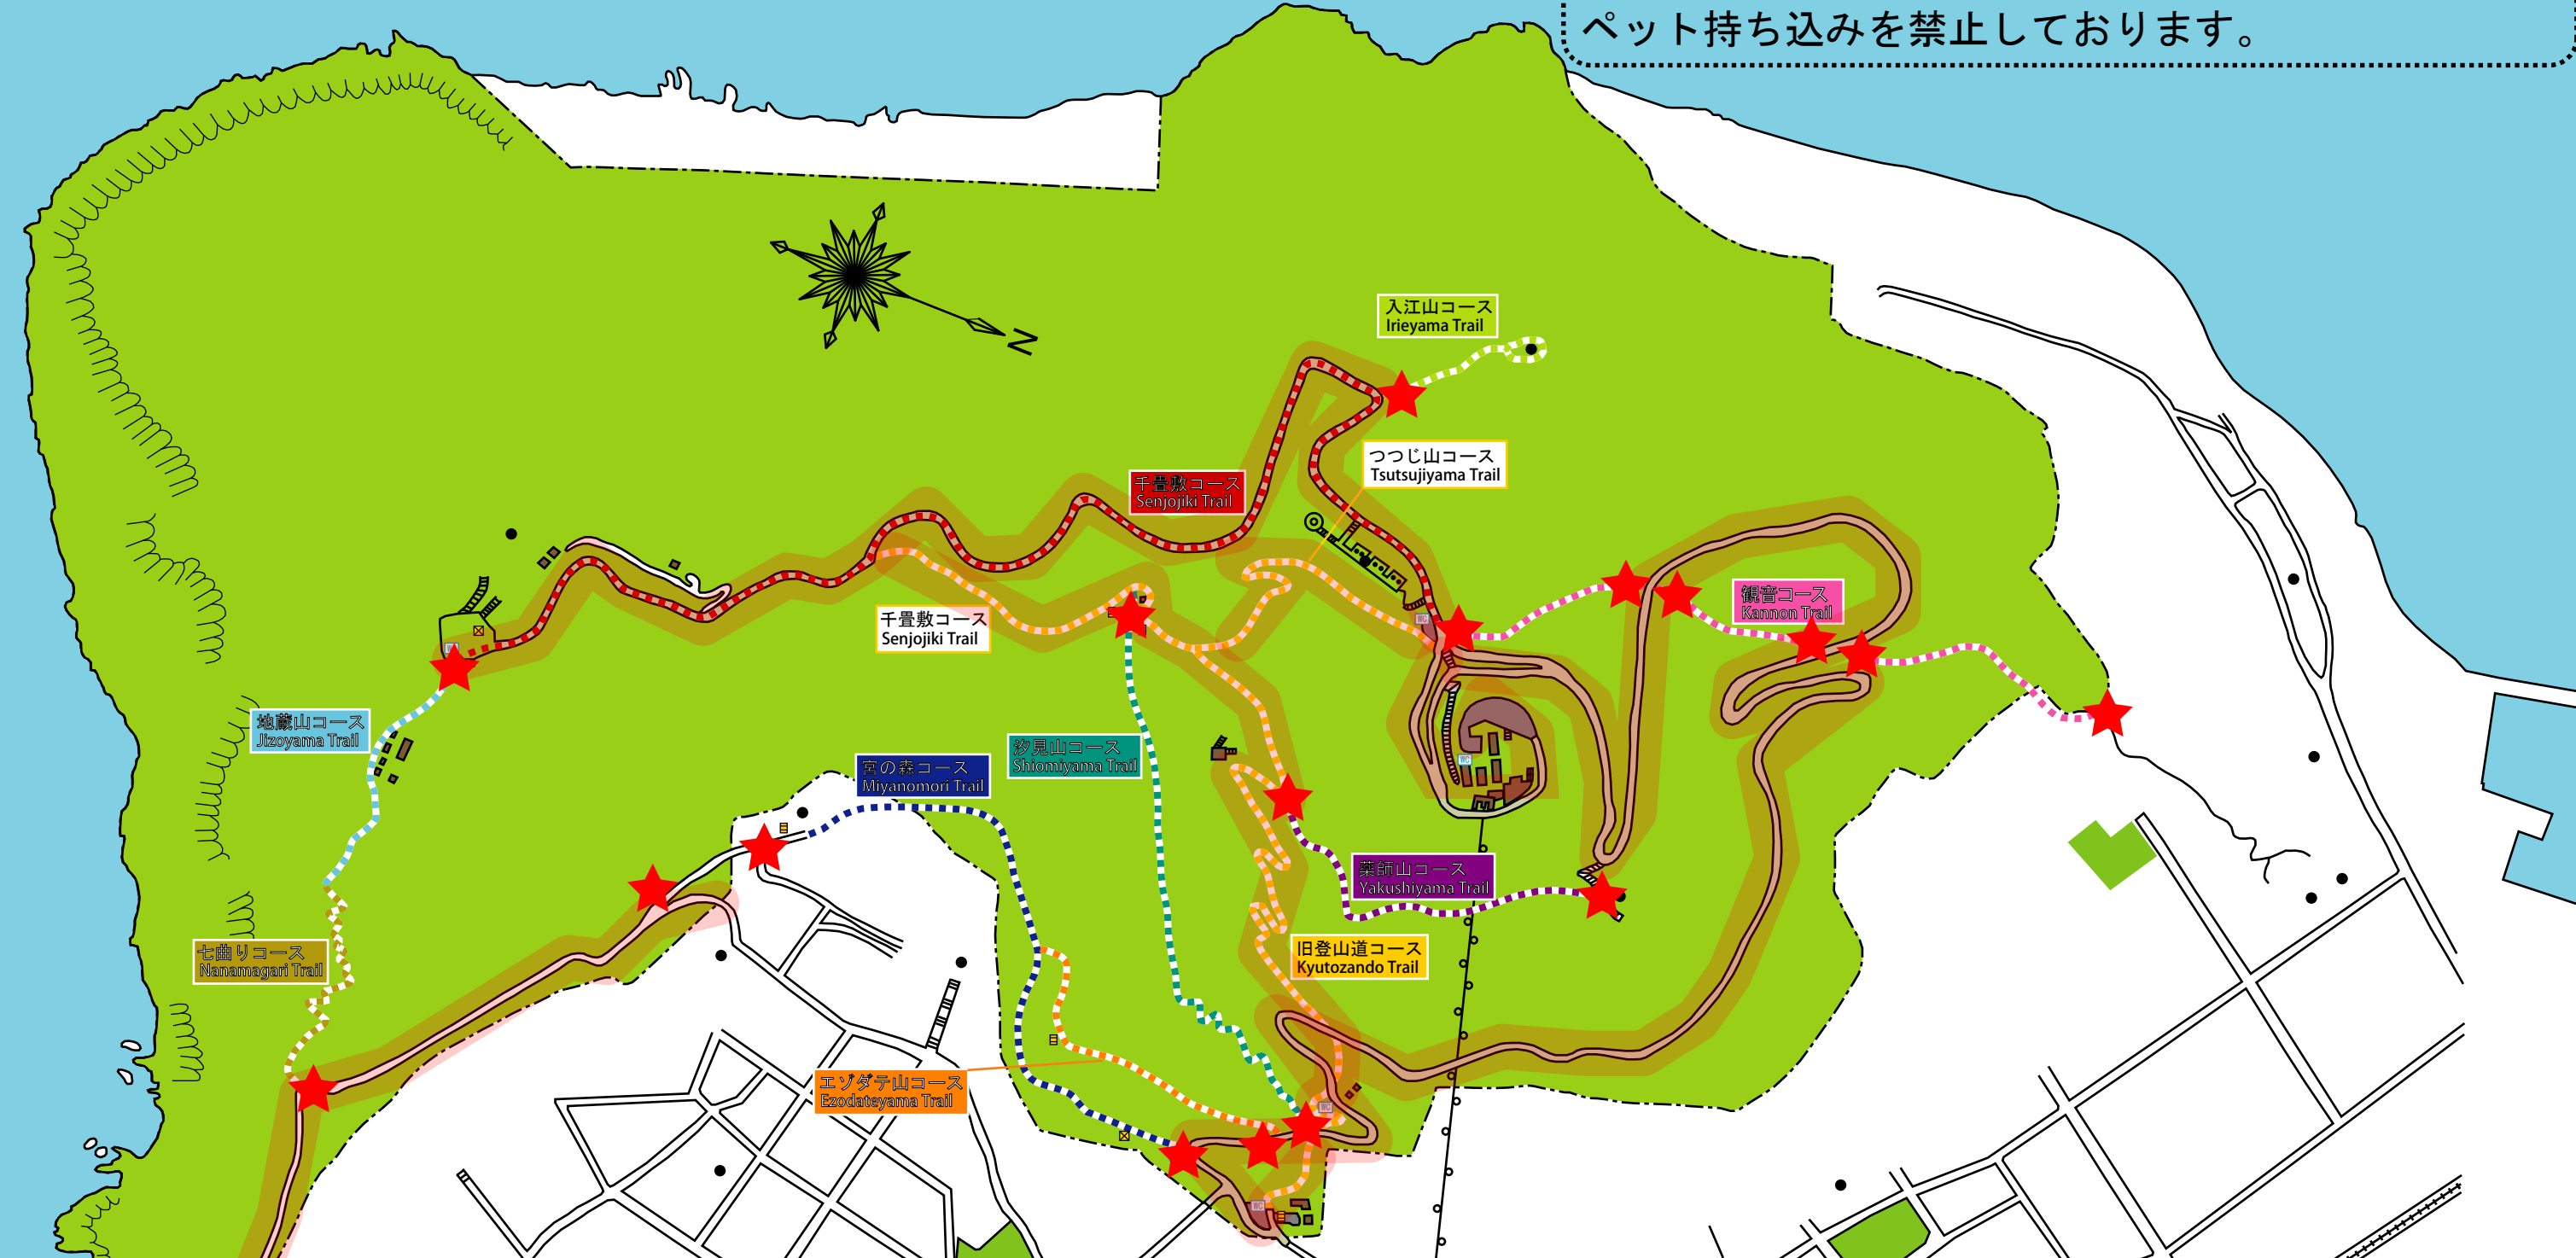 ペット持ち込みを禁止しております。
N
入江山コース
Irieyama Trail
つつじ山コース
Tsutsujiyama Trail
千畳敷コース
Senjojiki Trail
観音コース
Kannon Trail
千畳敷コース
Senjojiki Trail
WC
地蔵山コース
Jizoyama Trail
汐見山コース
Shiomiyama Trail
宮の森コース
Miyanomori Trail
WC
薬師山コース
Yakushiyama Trail
七曲りコース
Nanamagari Trail
旧登山道コース
Kyutozando Trail
エゾダテ山コース
Ezodateyama Trail
WC
WC